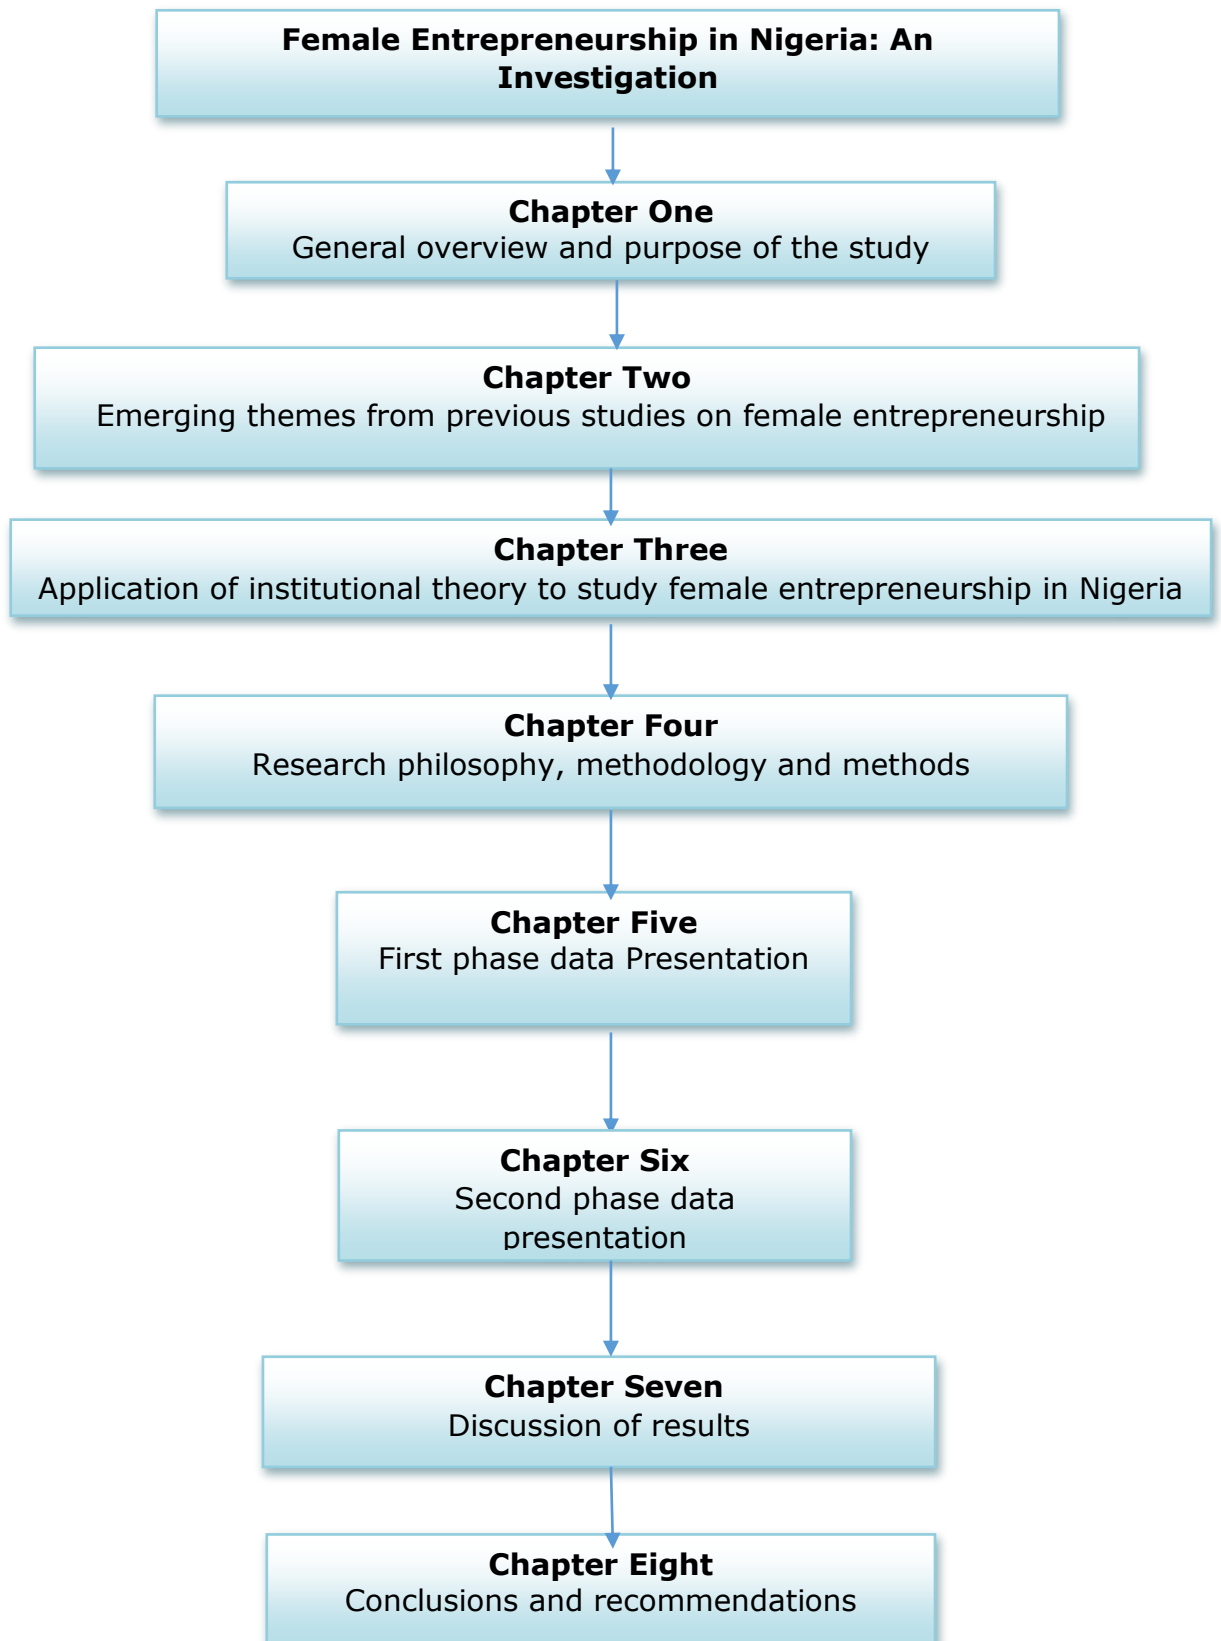 Female Entrepreneurship in Nigeria: An
Investigation
Chapter One
General overview and purpose of the study
Chapter Two
Emerging themes from previous studies on female entrepreneurship
Chapter Three
Application of institutional theory to study female entrepreneurship in Nigeria
Chapter Four
Research philosophy, methodology and methods
Chapter Five
First phase data Presentation
Chapter Six
Second phase data
presentation
Chapter Seven
Discussion of results
Chapter Eight
Conclusions and recommendations